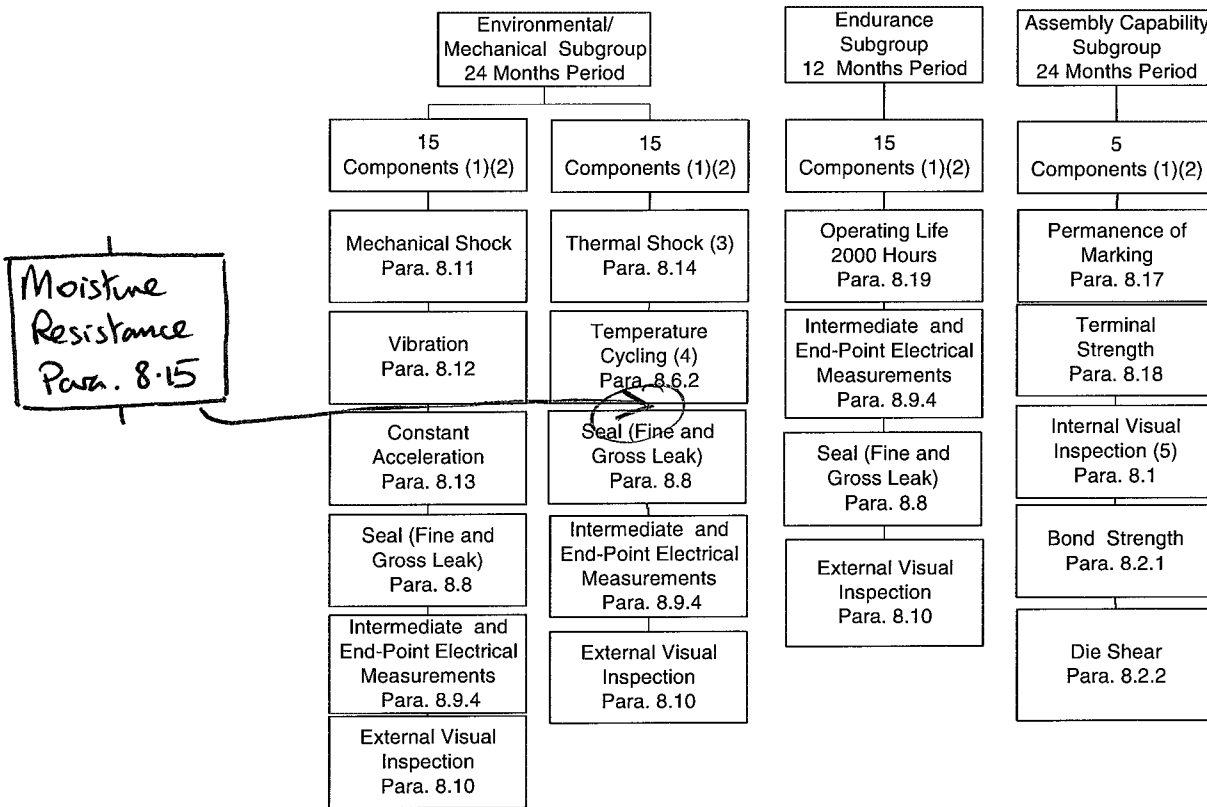 Environmental/
Mechanical Subgroup
24 Months Period
15
Components (1)(2)
Mechanical Shock
Para. 8.11
Vibration
Para. 8.12
Constant
Acceleration
Para. 8.13
Seal (Fine and
Gross Leak)
Para. 8.8
Intermediate and
End-Point Electrical
Measurements
Para. 8.9.4
External Visual
Inspection
Para. 8.10
15
Components (1)(2)
Thermal Shock (3)
Para. 8.14
Temperature
Cycling (4)
Para. 8.6.2
Moisture
Resistance
Para. 8.15
Seal (Fine and
Gross Leak)
Para. 8.8
Intermediate and
End-Point Electrical
Measurements
Para. 8.9.4
External Visual
Inspection
Para. 8.10
Endurance
Subgroup
12 Months Period
15
Components (1)(2)
Operating Life
2000 Hours
Para. 8.19
Intermediate and
End-Point Electrical
Measurements
Para. 8.9.4
Seal (Fine and
Gross Leak)
Para. 8.8
External Visual
Inspection
Para. 8.10
Assembly Capability
Subgroup
24 Months Period
5
Components (1)(2)
Permanence of
Marking
Para. 8.17
Terminal
Strength
Para. 8.18
Internal Visual
Inspection (5)
Para. 8.1
Bond Strength
Para. 8.2.1
Die Shear
Para. 8.2.2